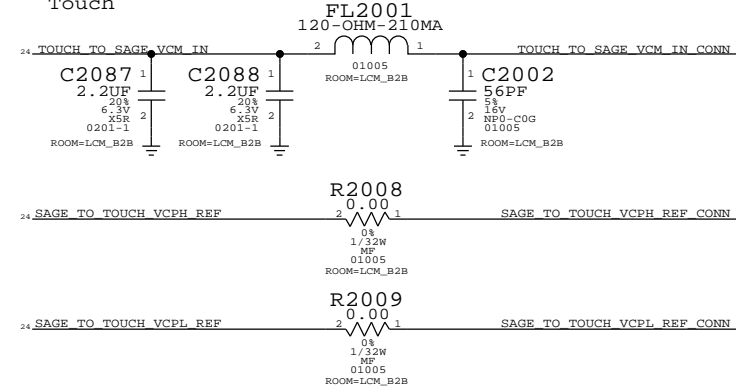 Touch
FL2001
120-OHM-210MA
24 TOUCH_TO_SAGE_VCM_IN 2 1 TOUCH_TO_SAGE_VCM_IN_CONN
01005
ROOM=LCM_B2B
C2087 1
2.2UF
20%
6.3V
X5R 2
0201-1
ROOM=LCM_B2B
C2088 1
2.2UF
20%
6.3V
X5R 2
0201-1
ROOM=LCM_B2B
1 C2002
56PF
5%
16V
2 NP0-C0G
01005
ROOM=LCM_B2B
R2008
0.00
24 SAGE_TO_TOUCH_VCPH_REF 2 1 SAGE_TO_TOUCH_VCPH_REF_CONN
0%
1/32W
MF
01005
ROOM=LCM_B2B
R2009
0.00
24 SAGE_TO_TOUCH_VCPL_REF 2 1 SAGE_TO_TOUCH_VCPL_REF_CONN
0%
1/32W
MF
01005
ROOM=LCM_B2B